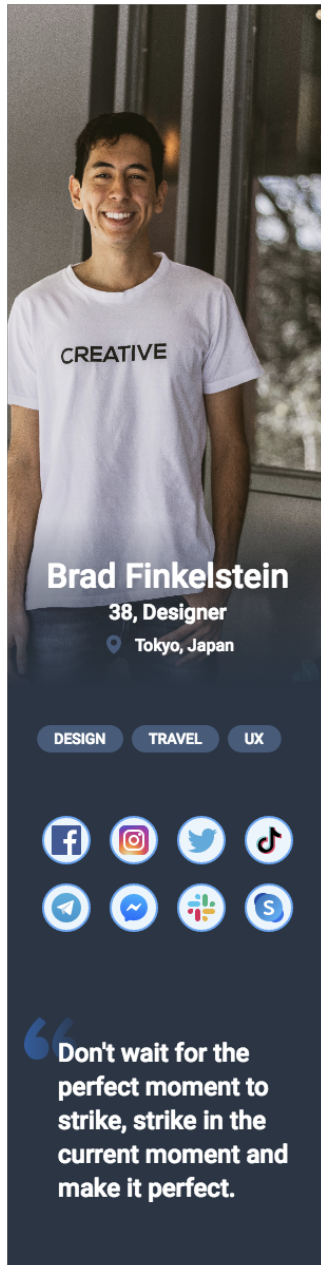 CREATIVE
Brad Finkelstein
38, Designer
Tokyo, Japan
DESIGN TRAVEL UX
Don't wait for the
perfect moment to
strike, strike in the
current moment and
make it perfect.